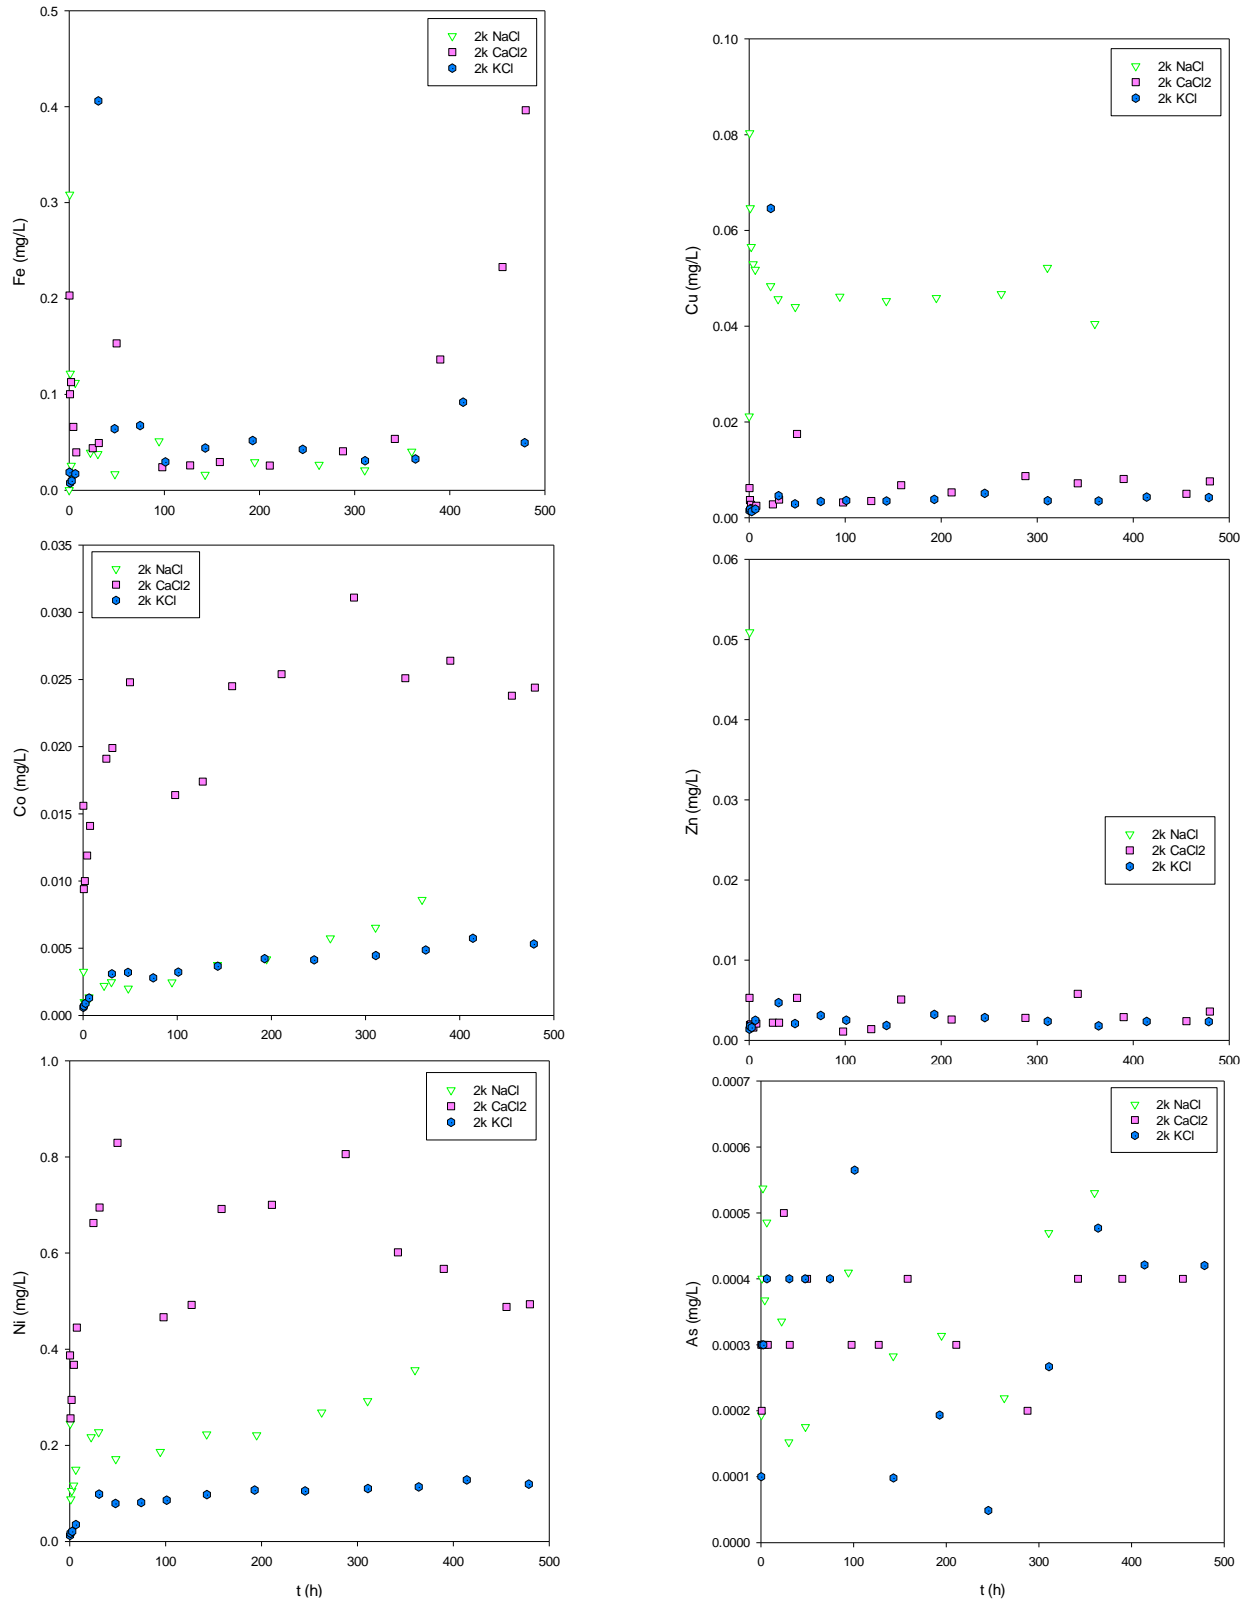 0.5
0.4
0.3
0.2
0.1
0.0
Fe (mg/L)
2k NaCl
2k CaCl2
2k KCl
0 100 200 300 400 500
0.10
0.08
0.06
0.04
0.02
0.00
Cu (mg/L)
2k NaCl
2k CaCl2
2k KCl
0 100 200 300 400 500
0.035
0.030
0.025
0.020
0.015
0.010
0.005
0.000
Co (mg/L)
2k NaCl
2k CaCl2
2k KCl
0 100 200 300 400 500
0.06
0.05
0.04
0.03
0.02
0.01
0.00
Zn (mg/L)
2k NaCl
2k CaCl2
2k KCl
0 100 200 300 400 500
1.0
0.8
0.6
0.4
0.2
0.0
Ni (mg/L)
2k NaCl
2k CaCl2
2k KCl
0 100 200 300 400 500
t (h)
0.0007
0.0006
0.0005
0.0004
0.0003
0.0002
0.0001
0.0000
As (mg/L)
2k NaCl
2k CaCl2
2k KCl
0 100 200 300 400 500
t (h)